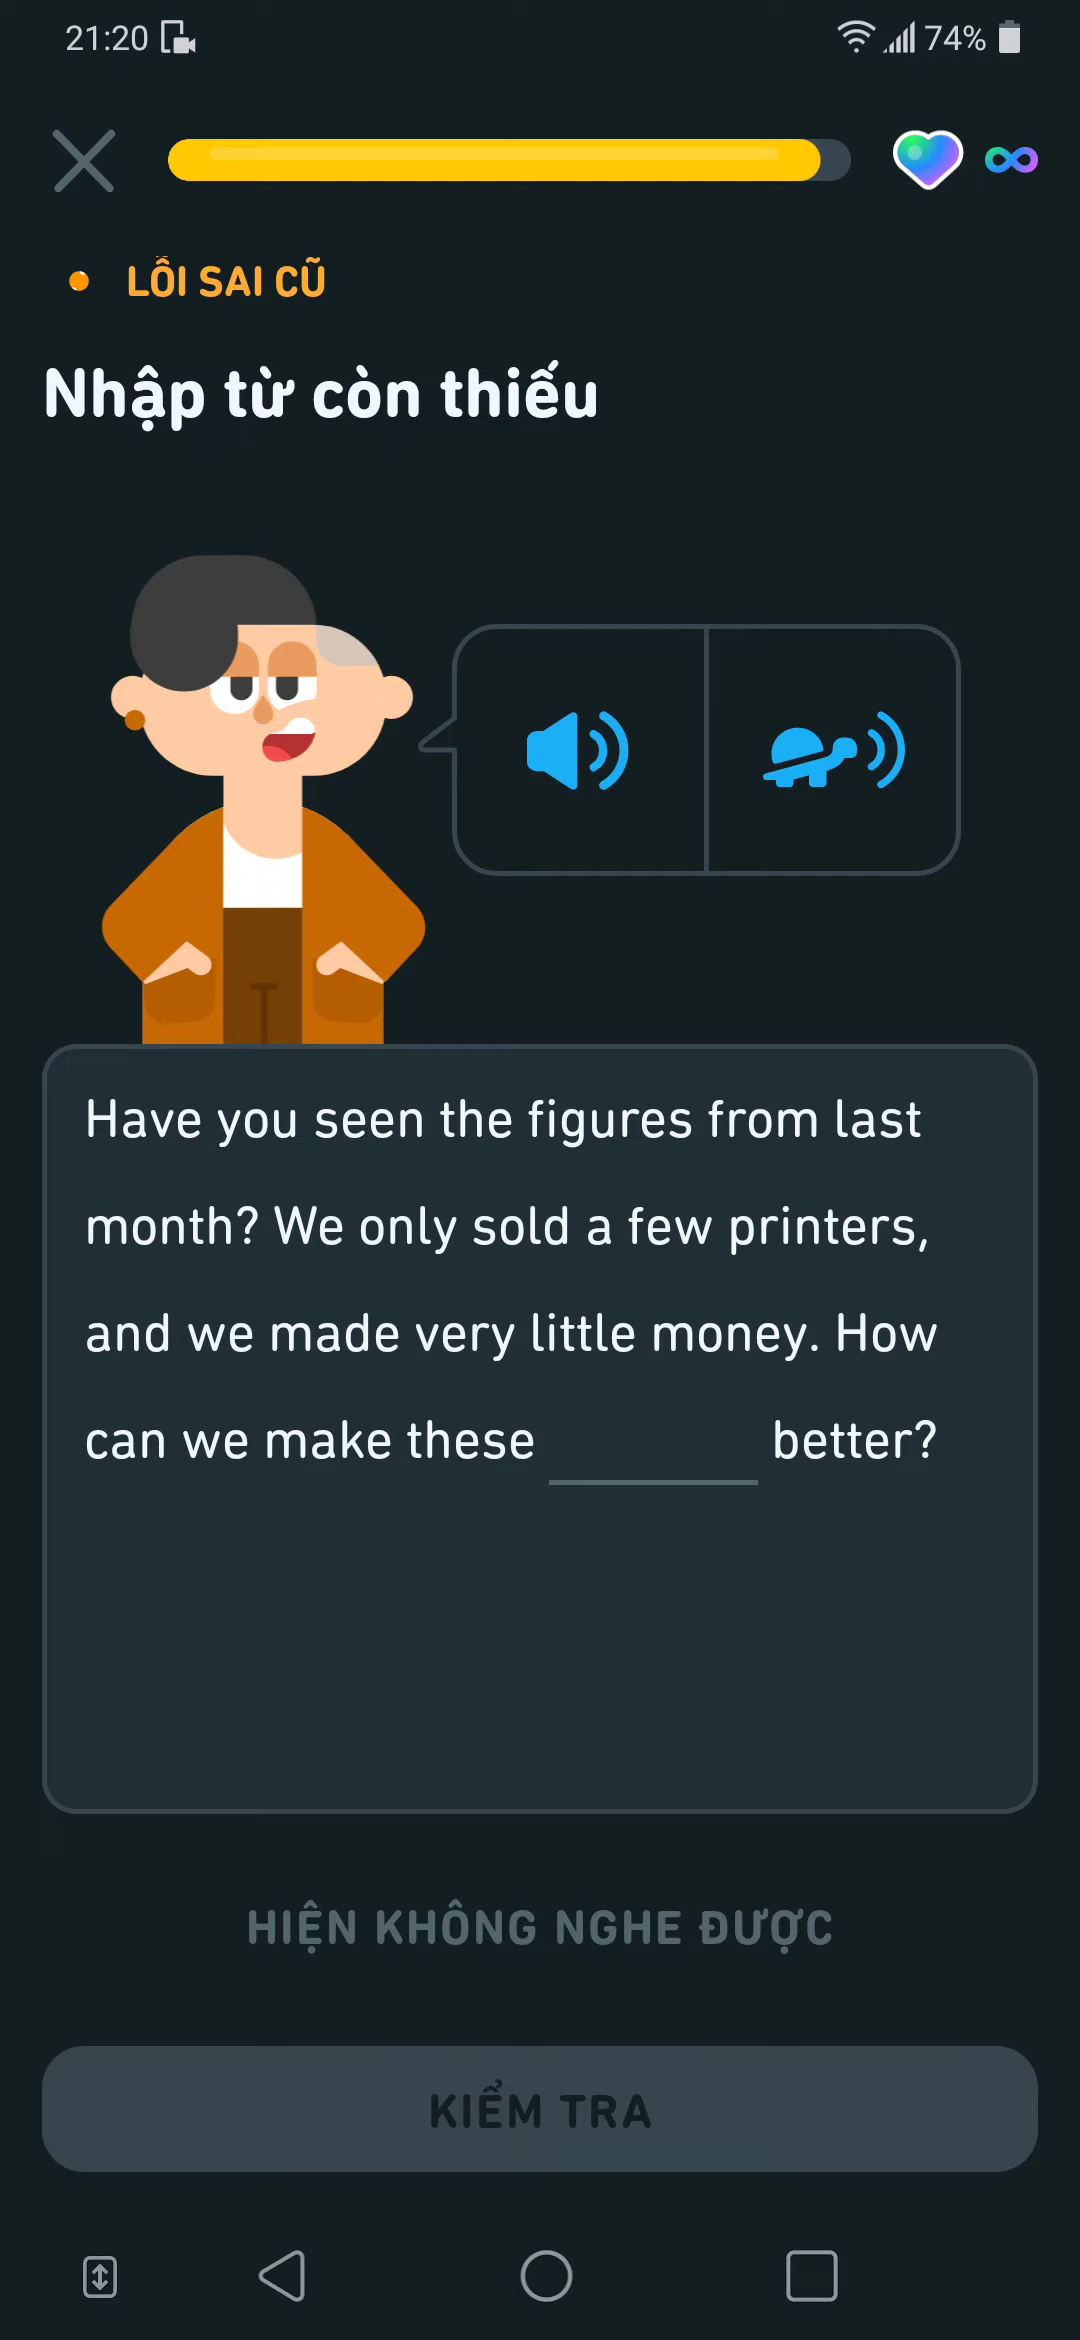 21:20
74%
LỖI SAI CŨ
Nhập từ còn thiếu
Have you seen the figures from last
month? We only sold a few printers,
and we made very little money. How
can we make these ______ better?
HIỆN KHÔNG NGHE ĐƯỢC
KIỂM TRA